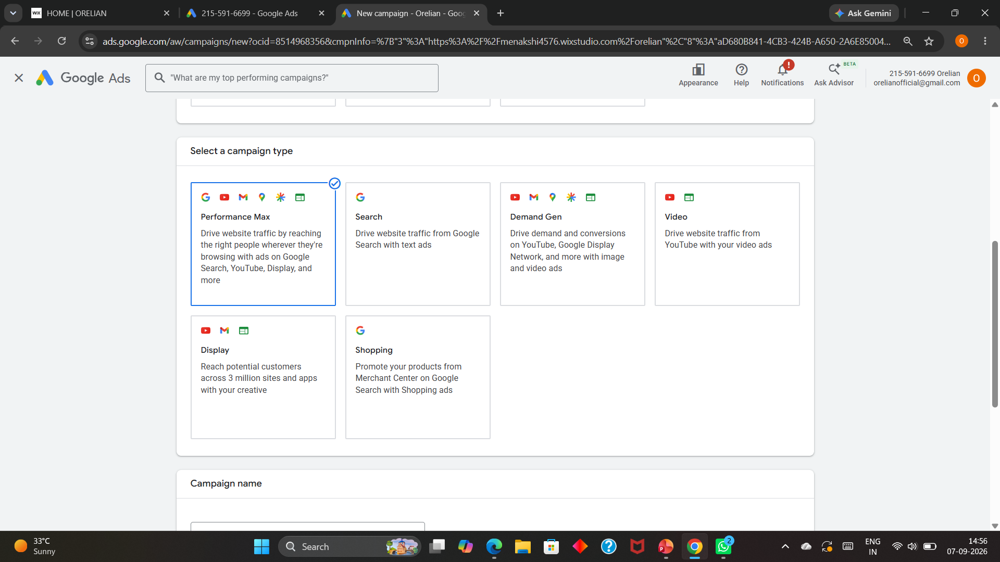 WIX HOME | ORELIAN
215-591-6699 - Google Ads
New campaign - Orelian - Goog
Ask Gemini
ads.google.com/aw/campaigns/new?ocid=8514968356&cmpnInfo=%7B"3"%3A"https%3A%2F%2Fmenakshi4576.wixstudio.com%2Forelian"%2C"8"%3A"aD680B841-4CB3-424B-A650-2A6E85004...
O
Google Ads
"What are my top performing campaigns?"
Appearance
Help
!
Notifications
BETA
Ask Advisor
215-591-6699 Orelian
orelianofficial@gmail.com
O
Select a campaign type
Performance Max
Drive website traffic by reaching
the right people wherever they're
browsing with ads on Google
Search, YouTube, Display, and
more
Search
Drive website traffic from Google
Search with text ads
Demand Gen
Drive demand and conversions
on YouTube, Google Display
Network, and more with image
and video ads
Video
Drive website traffic from
YouTube with your video ads
Display
Reach potential customers
across 3 million sites and apps
with your creative
Shopping
Promote your products from
Merchant Center on Google
Search with Shopping ads
Campaign name
33°C
Sunny
Search
2
ENG
IN
14:56
07-09-2026